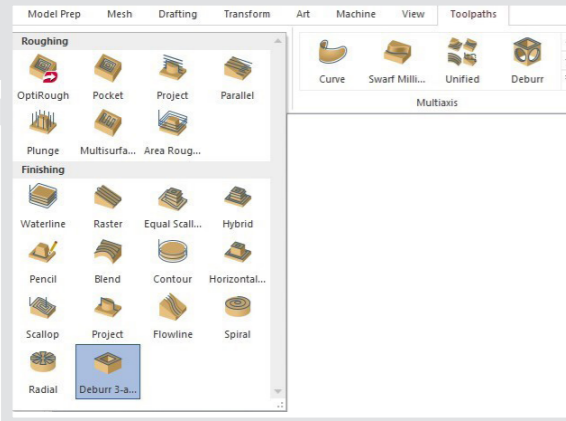 Model Prep Mesh Drafting Transform Art Machine View Toolpaths
Roughing
OptiRough Pocket Project Parallel
Plunge Multisurfa... Area Roug...
Finishing
Waterline Raster Equal Scall... Hybrid
Pencil Blend Contour Horizontal...
Scallop Project Flowline Spiral
Radial Deburr 3-a...
Curve Swarf Milli... Unified Deburr
Multiaxis